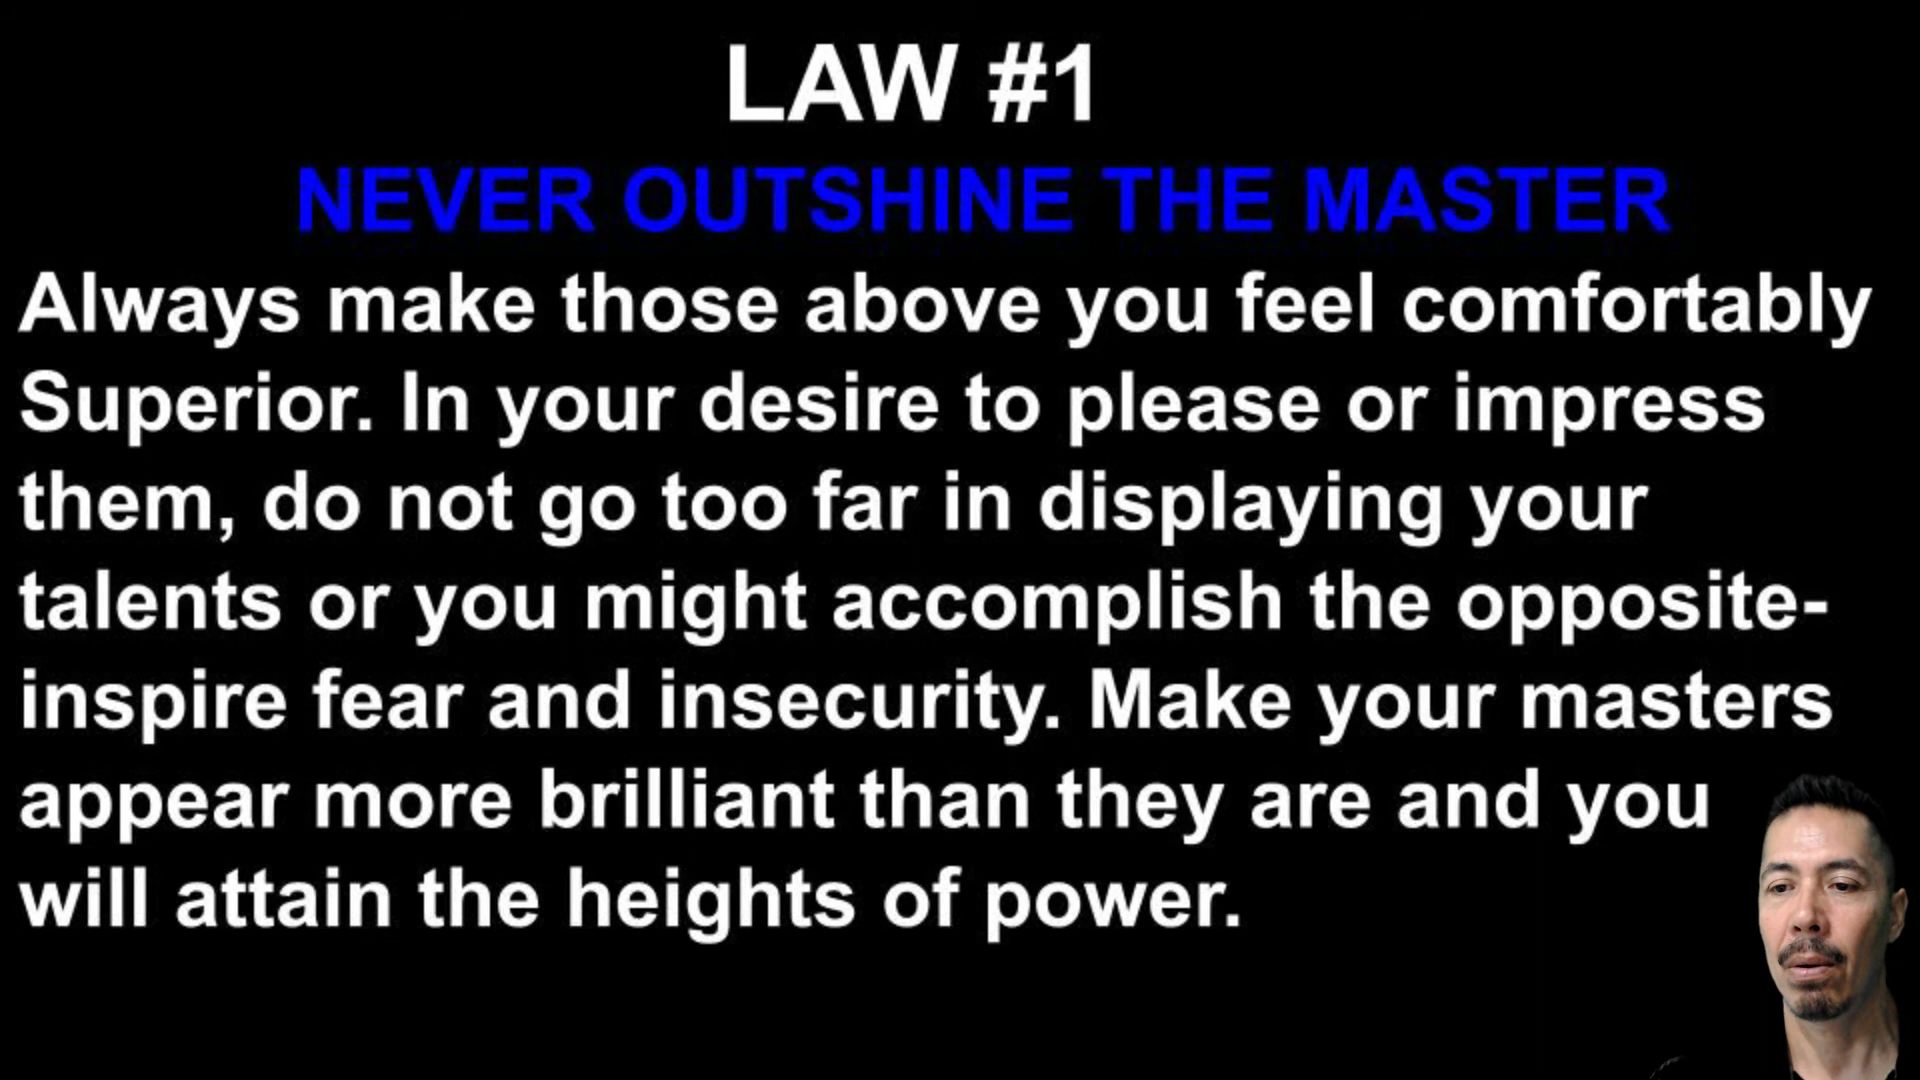 LAW #1
NEVER OUTSHINE THE MASTER
Always make those above you feel comfortably
Superior. In your desire to please or impress
them, do not go too far in displaying your
talents or you might accomplish the opposite-
inspire fear and insecurity. Make your masters
appear more brilliant than they are and you
will attain the heights of power.